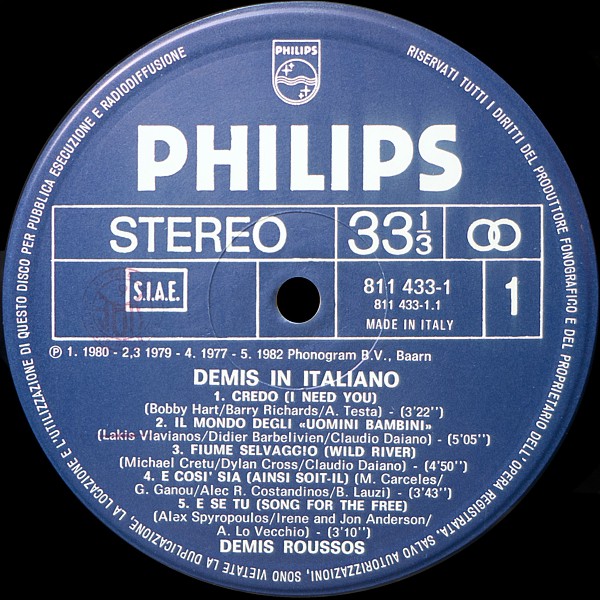 PHILIPS
PHILIPS
STEREO
33 1/3
S.I.A.E.
811 433-1
811 433-1.1
MADE IN ITALY
1
Ⓟ 1. 1980 - 2,3 1979 - 4. 1977 - 5. 1982 Phonogram B.V., Baarn
DEMIS IN ITALIANO
1. CREDO (I NEED YOU)
(Bobby Hart/Barry Richards/A. Testa) - (3'22'')
2. IL MONDO DEGLI «UOMINI BAMBINI»
(Lakis Vlavianos/Didier Barbelivien/Claudio Daiano) - (5'05'')
3. FIUME SELVAGGIO (WILD RIVER)
(Michael Cretu/Dylan Cross/Claudio Daiano) - (4'50'')
4. E COSI' SIA (AINSI SOIT-IL) (M. Carceles/
G. Ganou/Alec R. Costandinos/B. Lauzi) - (3'43'')
5. E SE TU (SONG FOR THE FREE)
(Alex Spyropoulos/Irene and Jon Anderson/
A. Lo Vecchio) - (3'10'')
DEMIS ROUSSOS
RISERVATI TUTTI I DIRITTI DEL PRODUTTORE FONOGRAFICO E DEL PROPRIETARIO DELL'OPERA REGISTRATA. SALVO AUTORIZZAZIONI, SONO VIETATE LA DUPLICAZIONE, LA LOCAZIONE E L'UTILIZZAZIONE DI QUESTO DISCO PER PUBBLICA ESECUZIONE E RADIODIFFUSIONE